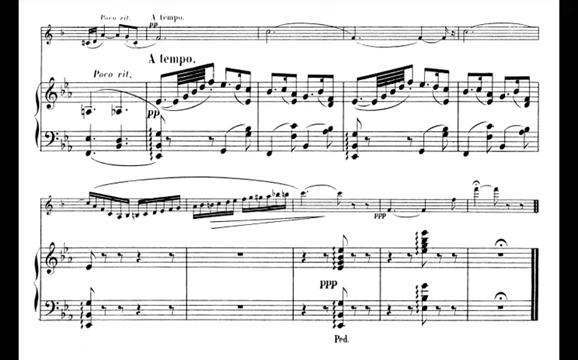 Poco rit.
A tempo.
pp
A tempo.
Poco rit.
pp
ppp
ppp
Ped.